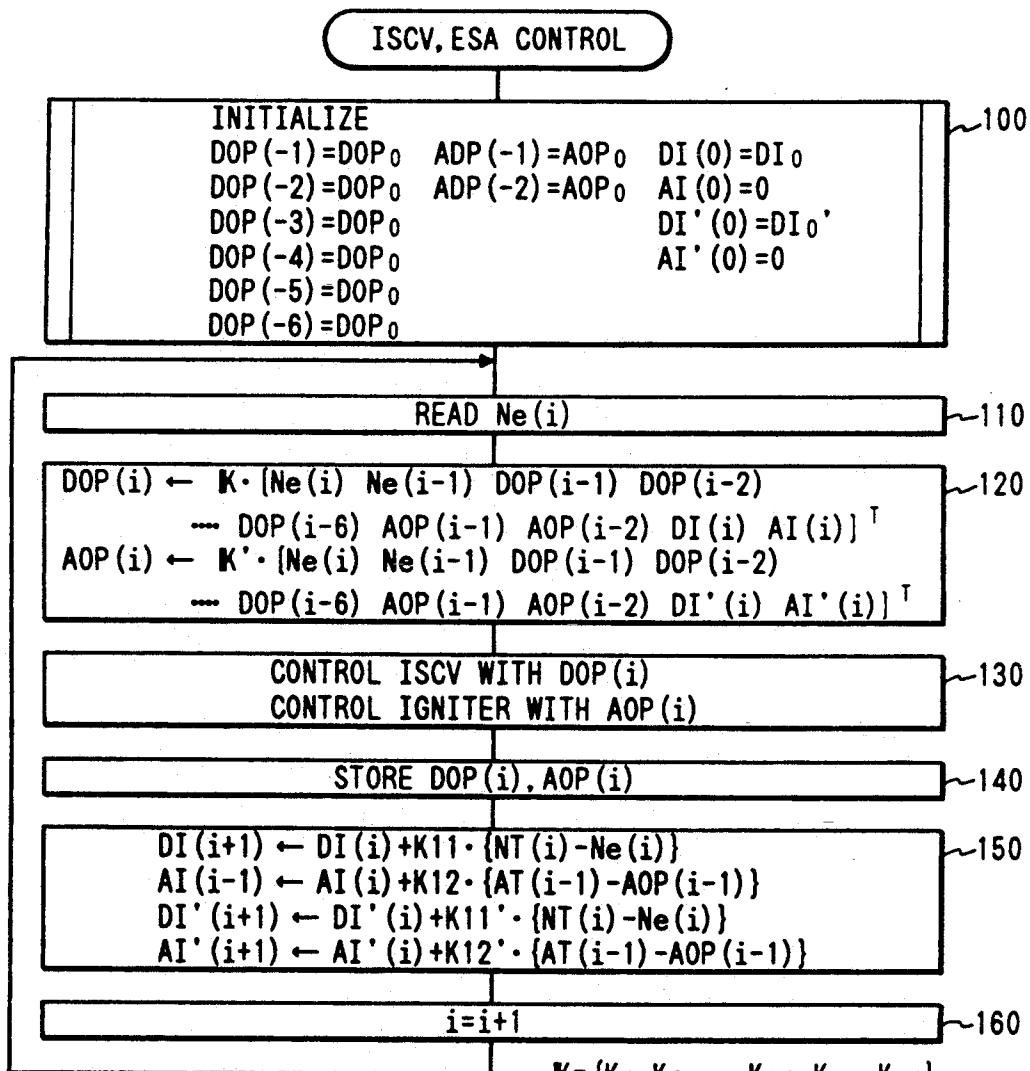 ISCV, ESA CONTROL
INITIALIZE
DOP(-1)=DOP₀ ADP(-1)=AOP₀ DI(0)=DI₀
DOP(-2)=DOP₀ ADP(-2)=AOP₀ AI(0)=0
DOP(-3)=DOP₀ DI'(0)=DI₀'
DOP(-4)=DOP₀ AI'(0)=0
DOP(-5)=DOP₀
DOP(-6)=DOP₀
100
READ Ne(i)
110
DOP(i) ← K·[Ne(i) Ne(i-1) DOP(i-1) DOP(i-2)
···· DOP(i-6) AOP(i-1) AOP(i-2) DI(i) AI(i)]ᵀ
AOP(i) ← K'·[Ne(i) Ne(i-1) DOP(i-1) DOP(i-2)
···· DOP(i-6) AOP(i-1) AOP(i-2) DI'(i) AI'(i)]ᵀ
120
CONTROL ISCV WITH DOP(i)
CONTROL IGNITER WITH AOP(i)
130
STORE DOP(i), AOP(i)
140
DI(i+1) ← DI(i)+K11·{NT(i)-Ne(i)}
AI(i-1) ← AI(i)+K12·{AT(i-1)-AOP(i-1)}
DI'(i+1) ← DI'(i)+K11'·{NT(i)-Ne(i)}
AI'(i+1) ← AI'(i)+K12'·{AT(i-1)-AOP(i-1)}
150
i=i+1
160